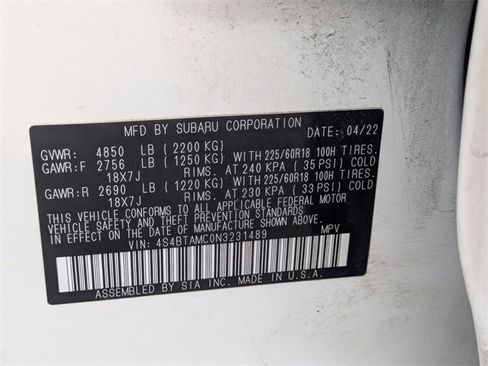 MFD BY SUBARU CORPORATION DATE: 04/22
GVWR: 4850 LB (2200 KG)
GAWR:F 2756 LB (1250 KG) WITH 225/60R18 100H TIRES.
18X7J RIMS. AT 240 KPA (35 PSI) COLD
GAWR:R 2690 LB (1220 KG) WITH 225/60R18 100H TIRES.
18X7J RIMS. AT 230 KPA (33 PSI) COLD
THIS VEHICLE CONFORMS TO ALL APPLICABLE FEDERAL MOTOR
VEHICLE SAFETY AND THEFT PREVENTION STANDARDS
IN EFFECT ON THE DATE OF MANUFACTURE SHOWN ABOVE.
VIN: 4S4BTAMC0N3231489 MPV
ASSEMBLED BY SIA INC. MADE IN U.S.A.